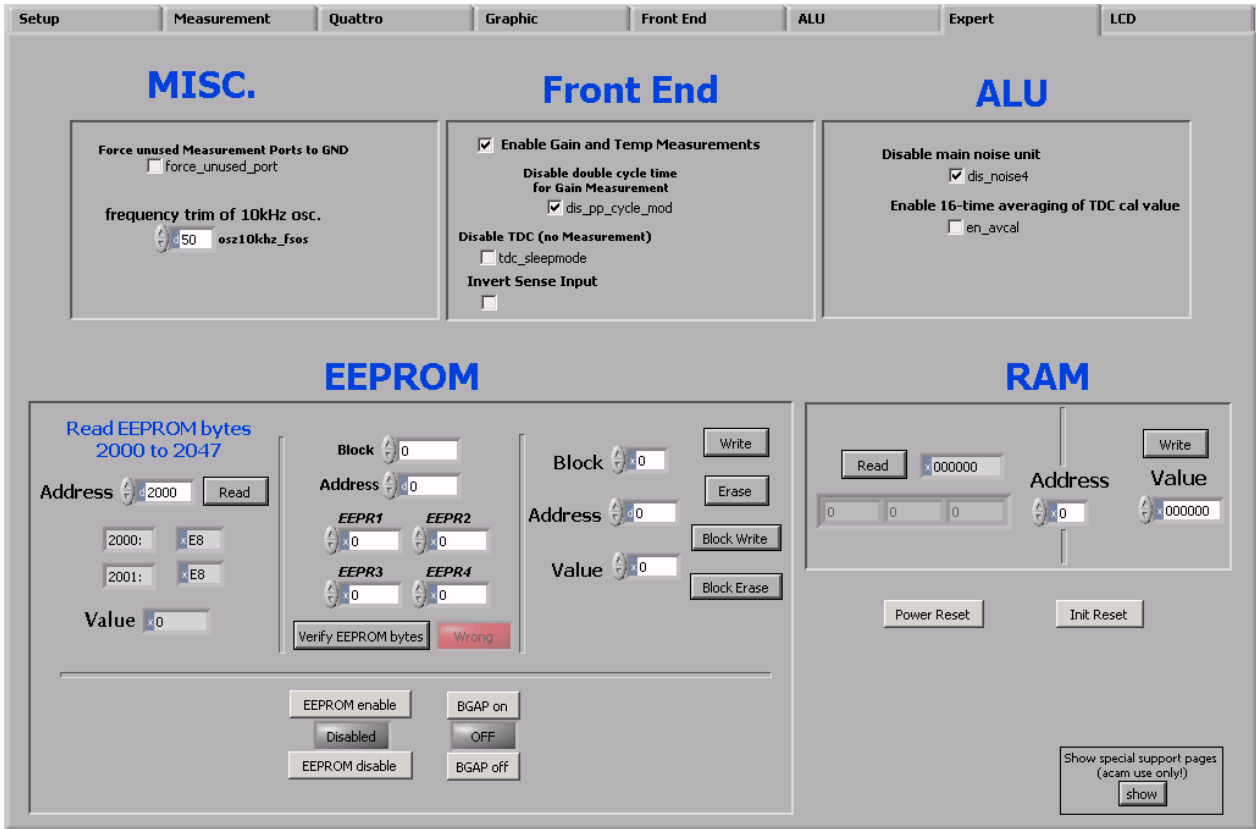 Setup Measurement Quattro Graphic Front End ALU Expert LCD
MISC.
Force unused Measurement Ports to GND
force_unused_port
frequency trim of 10kHz osc.
d 50 osz10khz_fsos
Front End
Enable Gain and Temp Measurements
Disable double cycle time
for Gain Measurement
dis_pp_cycle_mod
Disable TDC (no Measurement)
tdc_sleepmode
Invert Sense Input
ALU
Disable main noise unit
dis_noise4
Enable 16-time averaging of TDC cal value
en_avcal
EEPROM
Read EEPROM bytes
2000 to 2047
Address d 2000 Read
2000: x E8
2001: x E8
Value x 0
Block 0
Address d 0
EEPR1 EEPR2
x 0 x 0
EEPR3 EEPR4
x 0 x 0
Verify EEPROM bytes Wrong
Block x 0
Address d 0
Value x 0
Write
Erase
Block Write
Block Erase
EEPROM enable
Disabled
EEPROM disable
BGAP on
OFF
BGAP off
RAM
Read x 000000
0 0 0
Address
x 0
Write
Value
x 000000
Power Reset Init Reset
Show special support pages
(acam use only!)
show